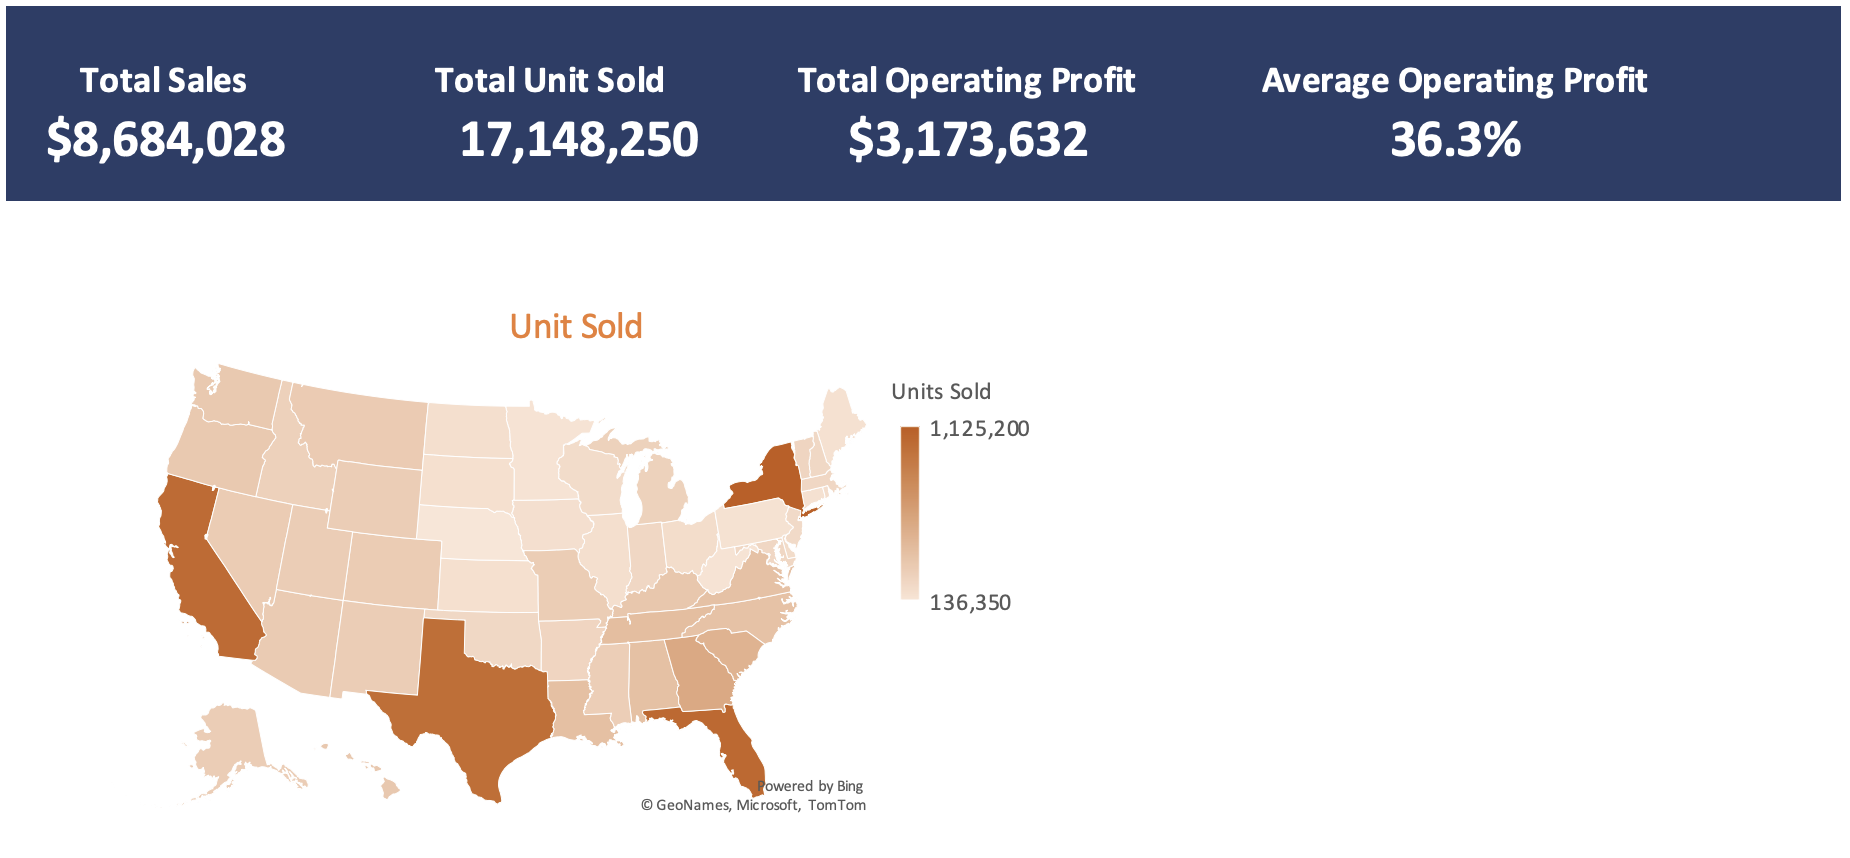 Total Sales
Total Unit Sold
Total Operating Profit
Average Operating Profit
$8,684,028
17,148,250
$3,173,632
36.3%
Unit Sold
Units Sold
1,125,200
136,350
Powered by Bing
© GeoNames, Microsoft, TomTom